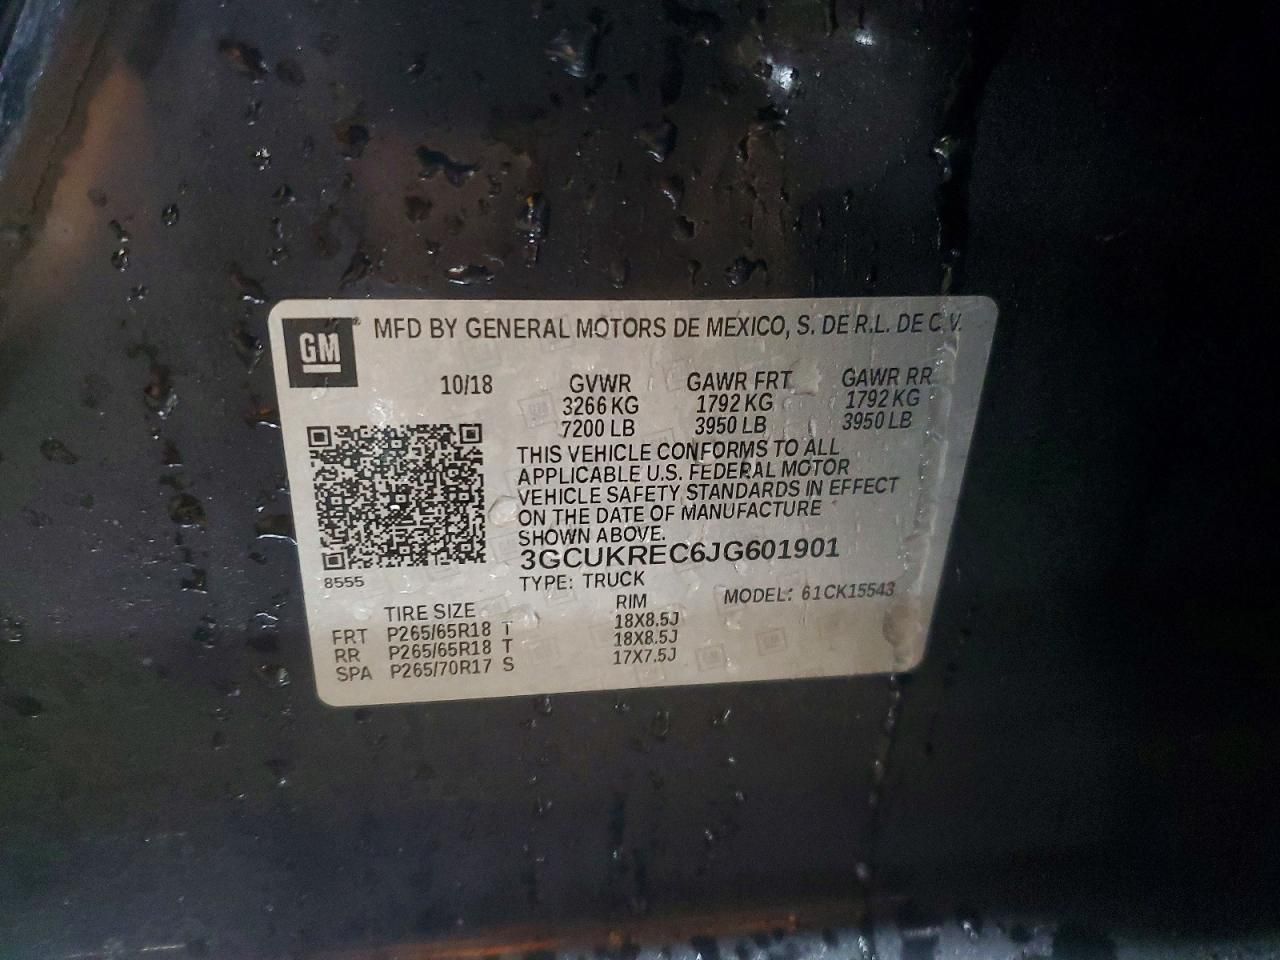 GM® MFD BY GENERAL MOTORS DE MEXICO, S. DE R.L. DE C.V.
10/18 GVWR GAWR FRT GAWR RR
3266 KG 1792 KG 1792 KG
7200 LB 3950 LB 3950 LB
THIS VEHICLE CONFORMS TO ALL
APPLICABLE U.S. FEDERAL MOTOR
VEHICLE SAFETY STANDARDS IN EFFECT
ON THE DATE OF MANUFACTURE
SHOWN ABOVE.
3GCUKREC6JG601901
8555 TYPE: TRUCK MODEL: 61CK15543
TIRE SIZE RIM
FRT P265/65R18 T 18X8.5J
RR P265/65R18 T 18X8.5J
SPA P265/70R17 S 17X7.5J